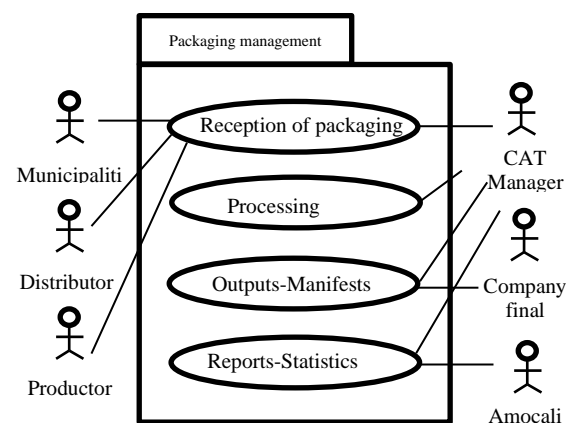 Packaging management
Reception of packaging
Processing
Outputs-Manifests
Reports-Statistics
Municipaliti
Distributor
Productor
CAT
Manager
Company
final
Amocali